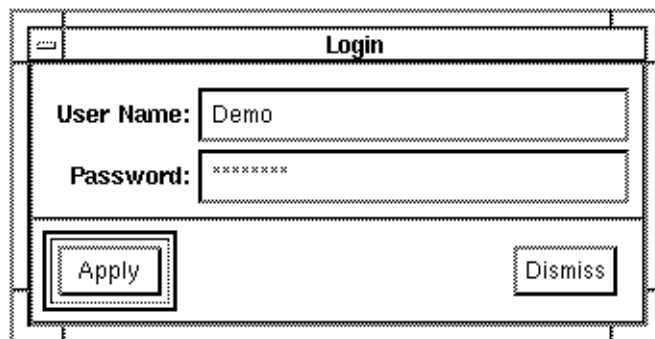 Login
User Name: Demo
Password: ********
Apply Dismiss